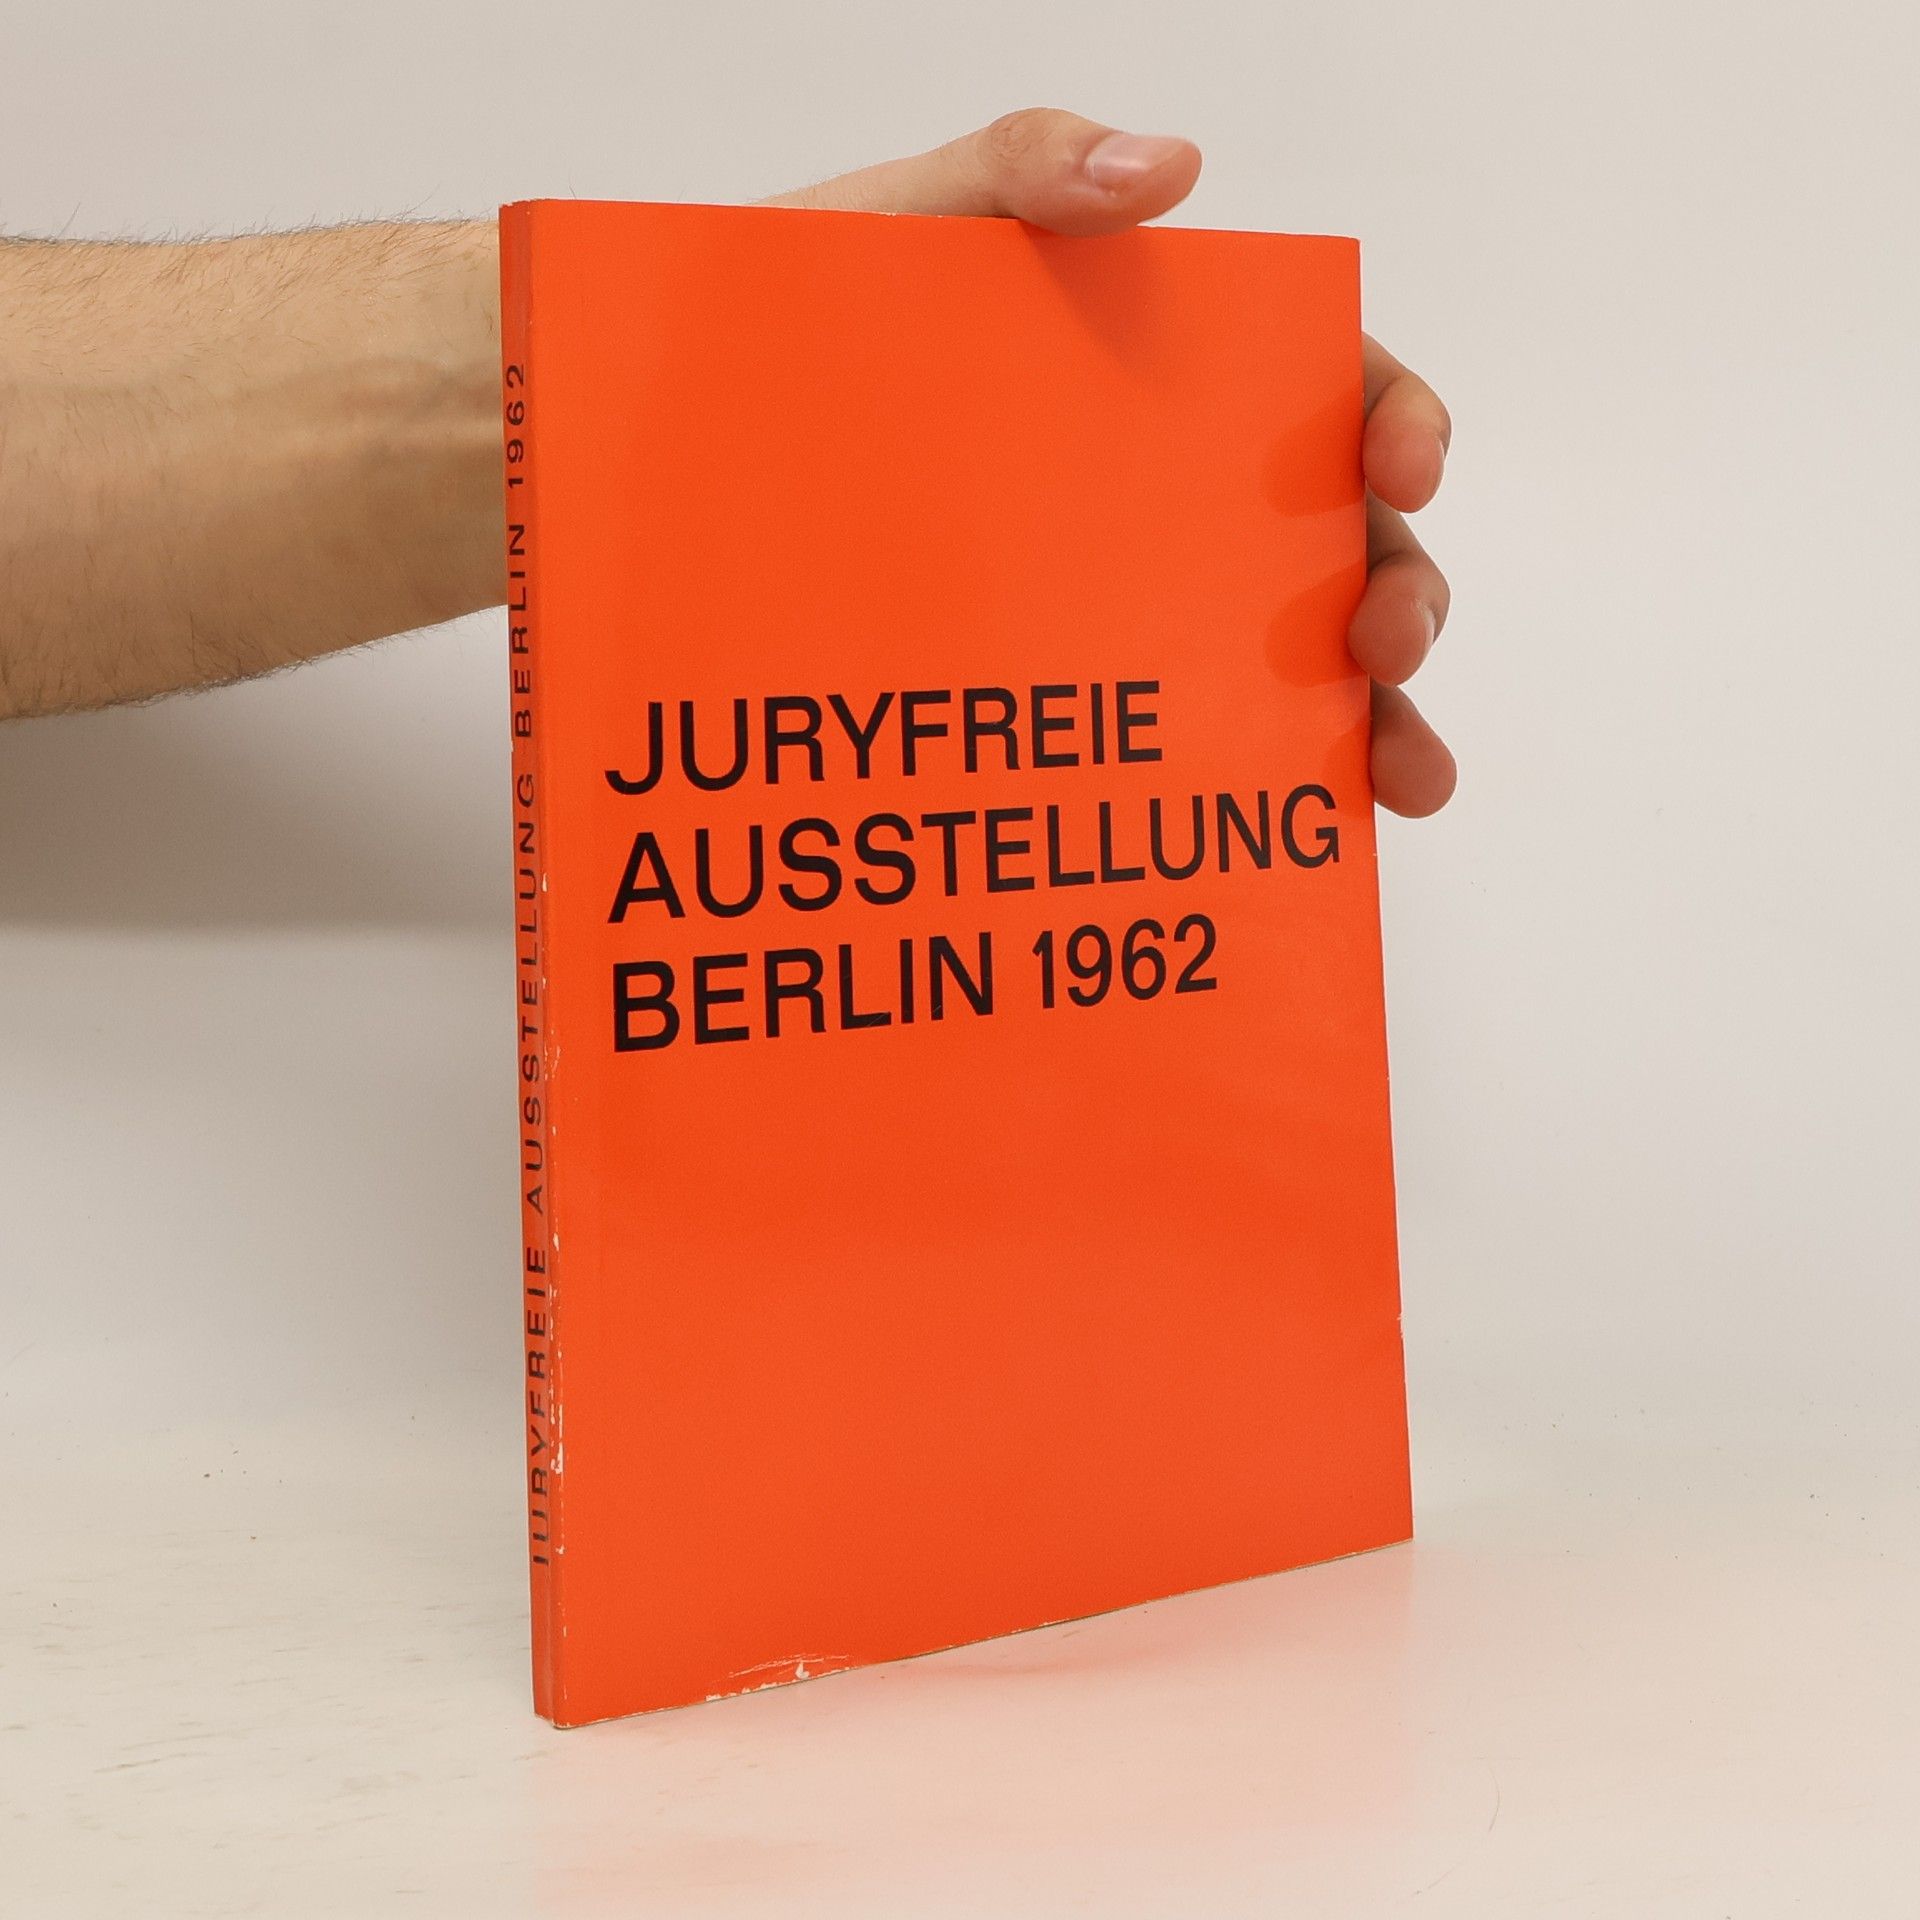 JURYFREIE AUSSTELLUNG BERLIN 1962
JURYFREIE
AUSSTELLUNG
BERLIN 1962